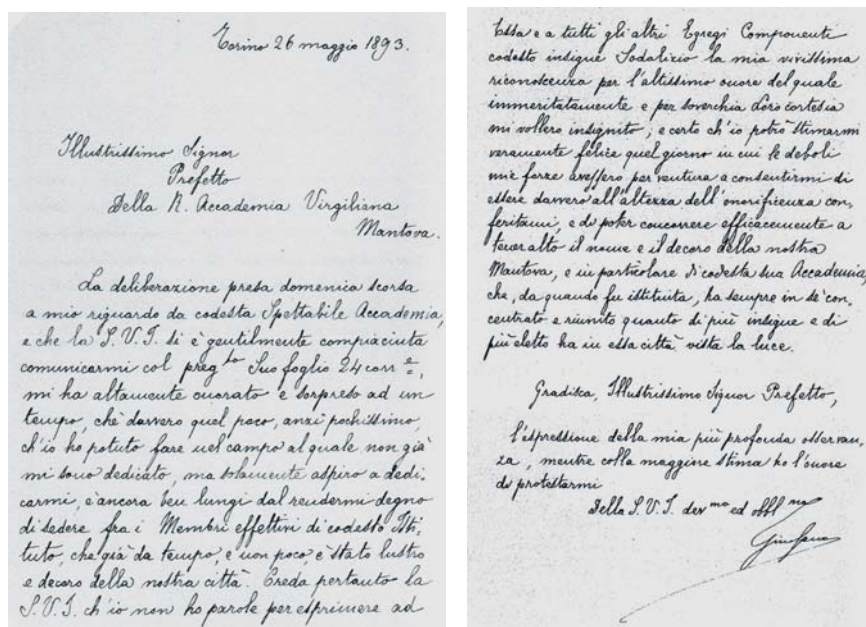 Torino 26 maggio 1893.
Illustrissimo Signor
Prefetto
Della R. Accademia Virgiliana
Mantova.
La deliberazione presa domenica scorsa
a mio riguardo da codesta Spettabile Accademia,
e che la S.V.I. si è gentilmente compiaciuta
comunicarmi col preg.to Suo foglio 24 corr.e,
mi ha altamente onorato e sorpreso ad un
tempo, chè davvero quel poco, anzi pochissimo,
ch'io ho potuto fare nel campo al quale, non già
mi sono dedicato, ma solamente aspiro a dedi-
carmi, è ancora ben lungi dal rendermi degno
di sedere fra i Membri effettivi di codesto Isti-
tuto, che già da tempo, e non poco, è stato lustro
e decoro della nostra città. Creda pertanto la
S.V.I. ch'io non ho parole per esprimere ad
Essa e a tutti gli altri Egregi Componenti
codesto insigne Sodalizio la mia vivissima
riconoscenza per l'altissimo onore del quale
immeritatamente e per soverchia Loro cortesia
mi vollero insignito; e certo ch'io potrò stimarmi
veramente felice quel giorno in cui le deboli
mie forze avessero per ventura a consentirmi di
essere davvero all'altezza dell'onorificenza con-
feritami, e di poter concorrere efficacemente a
tener alto il nome e il decoro della nostra
Mantova, e in particolare di codesta sua Accademia,
che, da quando fu istituita, ha sempre in sè con-
centrato e riunito quanto di più insigne e di
più eletto ha in essa città vista la luce.
Gradisca, Illustrissimo Signor Prefetto,
l'espressione della mia più profonda osservan-
za, mentre colla maggiore stima ho l'onore
di protestarmi
Della S.V.I. dev.mo ed obbl.mo